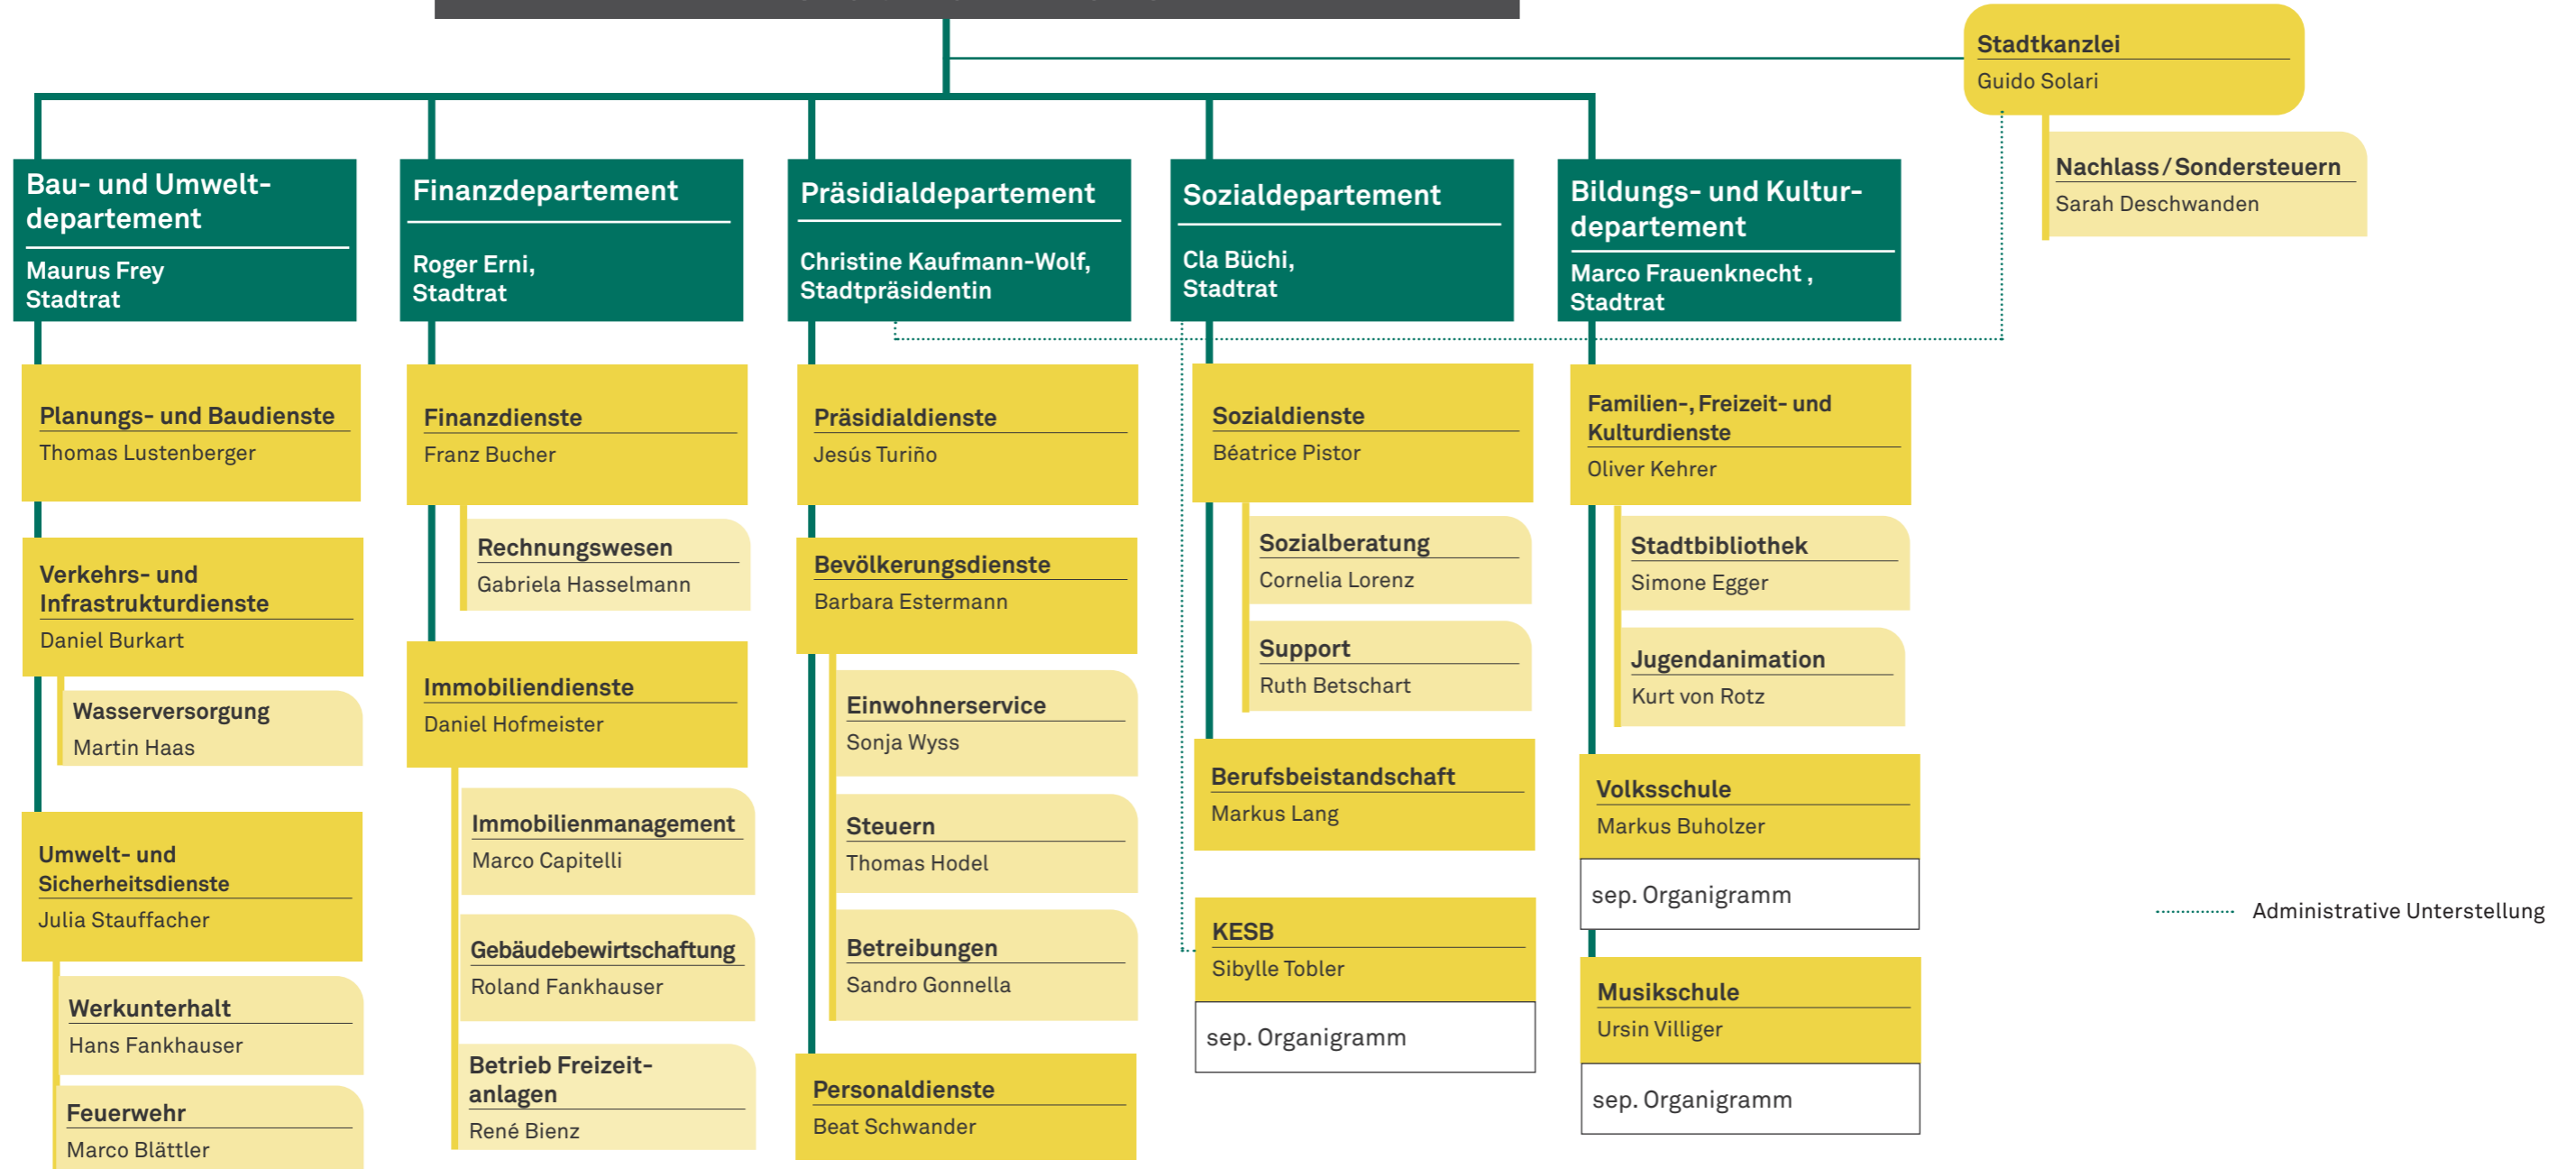 Stadtkanzlei
Guido Solari
Nachlass / Sondersteuern
Sarah Deschwanden
Bau- und Umwelt-
departement
Maurus Frey
Stadtrat
Planungs- und Baudienste
Thomas Lustenberger
Verkehrs- und
Infrastrukturdienste
Daniel Burkart
Wasserversorgung
Martin Haas
Umwelt- und
Sicherheitsdienste
Julia Stauffacher
Werkunterhalt
Hans Fankhauser
Feuerwehr
Marco Blättler
Finanzdepartement
Roger Erni,
Stadtrat
Finanzdienste
Franz Bucher
Rechnungswesen
Gabriela Hasselmann
Immobiliendienste
Daniel Hofmeister
Immobilienmanagement
Marco Capitelli
Gebäudebewirtschaftung
Roland Fankhauser
Betrieb Freizeit-
anlagen
René Bienz
Präsidialdepartement
Christine Kaufmann-Wolf,
Stadtpräsidentin
Präsidialdienste
Jesús Turiño
Bevölkerungsdienste
Barbara Estermann
Einwohnerservice
Sonja Wyss
Steuern
Thomas Hodel
Betreibungen
Sandro Gonnella
Personaldienste
Beat Schwander
Sozialdepartement
Cla Büchi,
Stadtrat
Sozialdienste
Béatrice Pistor
Sozialberatung
Cornelia Lorenz
Support
Ruth Betschart
Berufsbeistandschaft
Markus Lang
KESB
Sibylle Tobler
sep. Organigramm
Bildungs- und Kultur-
departement
Marco Frauenknecht ,
Stadtrat
Familien-, Freizeit- und
Kulturdienste
Oliver Kehrer
Stadtbibliothek
Simone Egger
Jugendanimation
Kurt von Rotz
Volksschule
Markus Buholzer
sep. Organigramm
Musikschule
Ursin Villiger
sep. Organigramm
Administrative Unterstellung